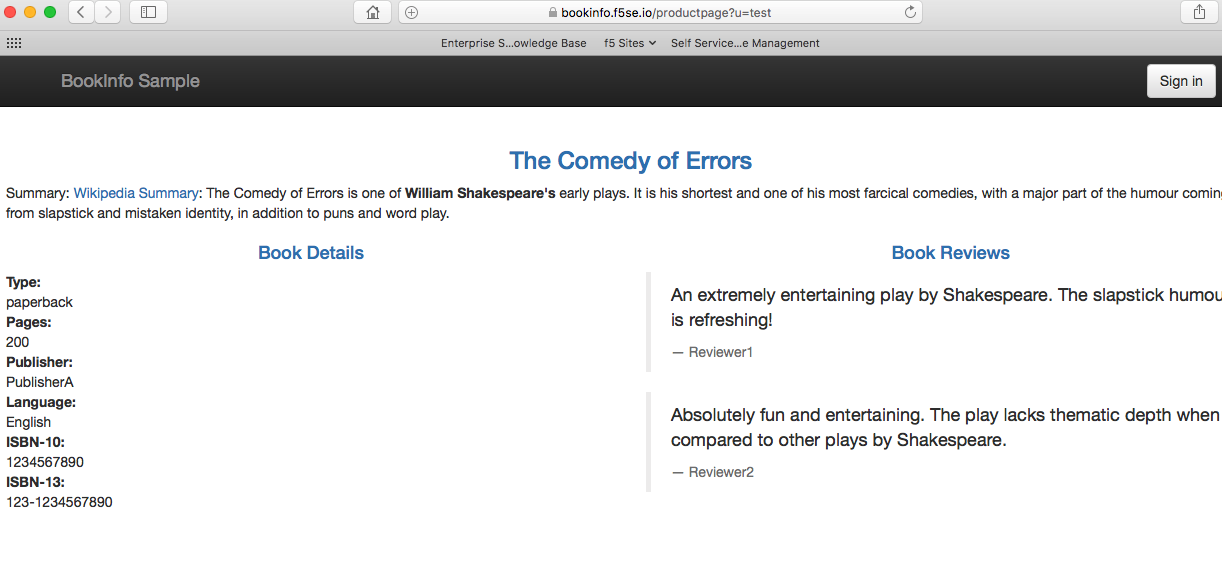 bookinfo.f5se.io/productpage?u=test
Enterprise S...owledge Base f5 Sites Self Service...e Management
BookInfo Sample
Sign in
The Comedy of Errors
Summary: Wikipedia Summary: The Comedy of Errors is one of William Shakespeare's early plays. It is his shortest and one of his most farcical comedies, with a major part of the humour coming
from slapstick and mistaken identity, in addition to puns and word play.
Book Details
Type:
paperback
Pages:
200
Publisher:
PublisherA
Language:
English
ISBN-10:
1234567890
ISBN-13:
123-1234567890
Book Reviews
An extremely entertaining play by Shakespeare. The slapstick humou
is refreshing!
— Reviewer1
Absolutely fun and entertaining. The play lacks thematic depth when
compared to other plays by Shakespeare.
— Reviewer2